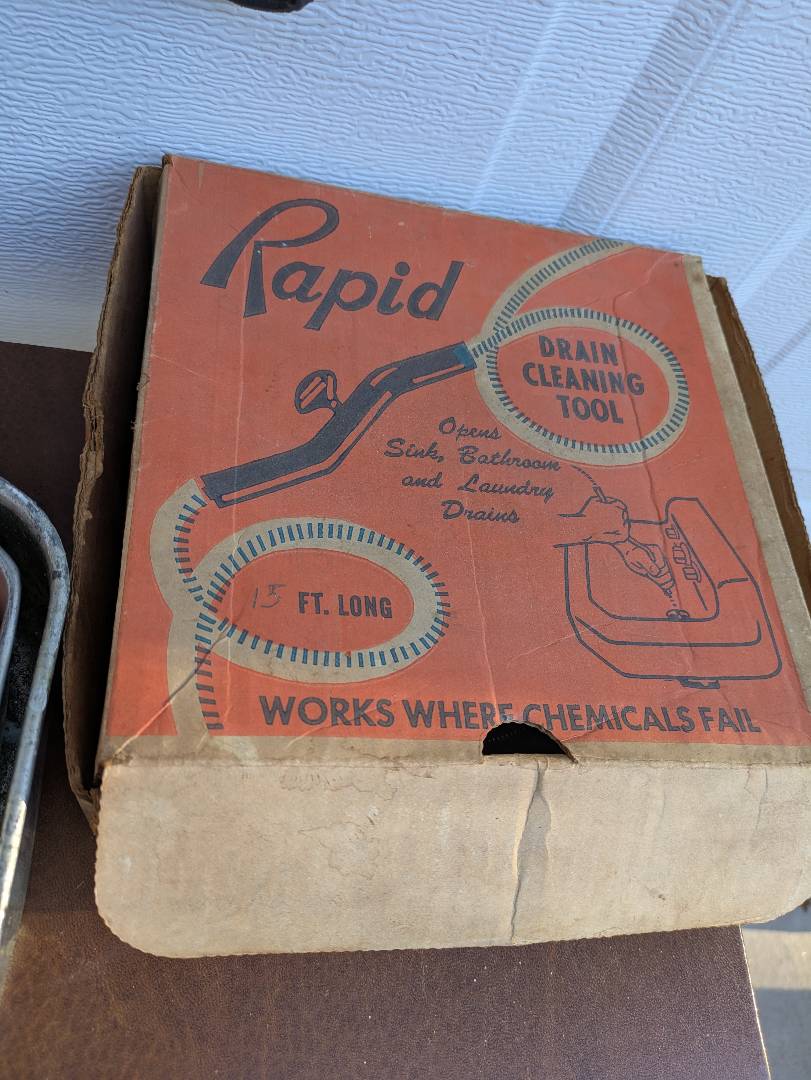 Rapid
DRAIN
CLEANING
TOOL
Opens
Sink, Bathroom
and Laundry
Drains
15 FT. LONG
WORKS WHERE CHEMICALS FAIL